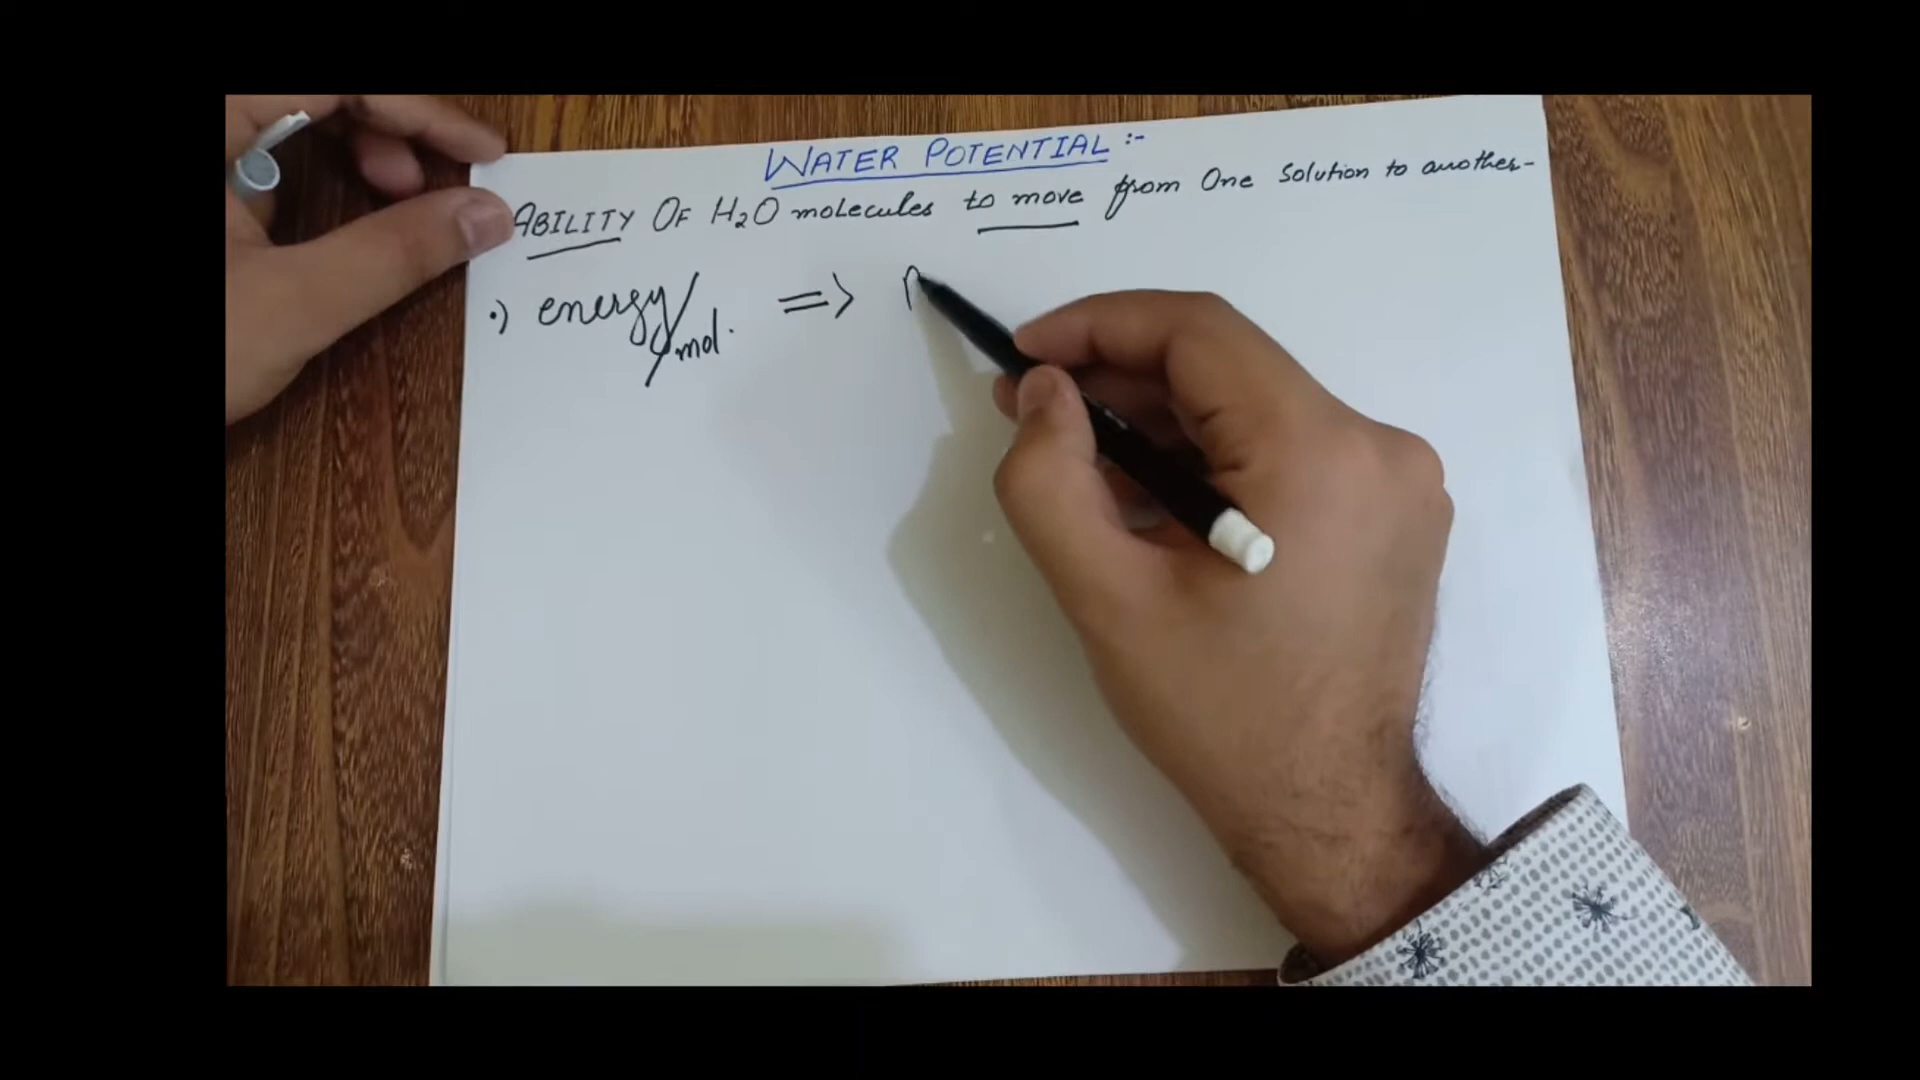 WATER POTENTIAL :-
ABILITY OF H₂O molecules to move from One Solution to another-
•) energy/mol. =>